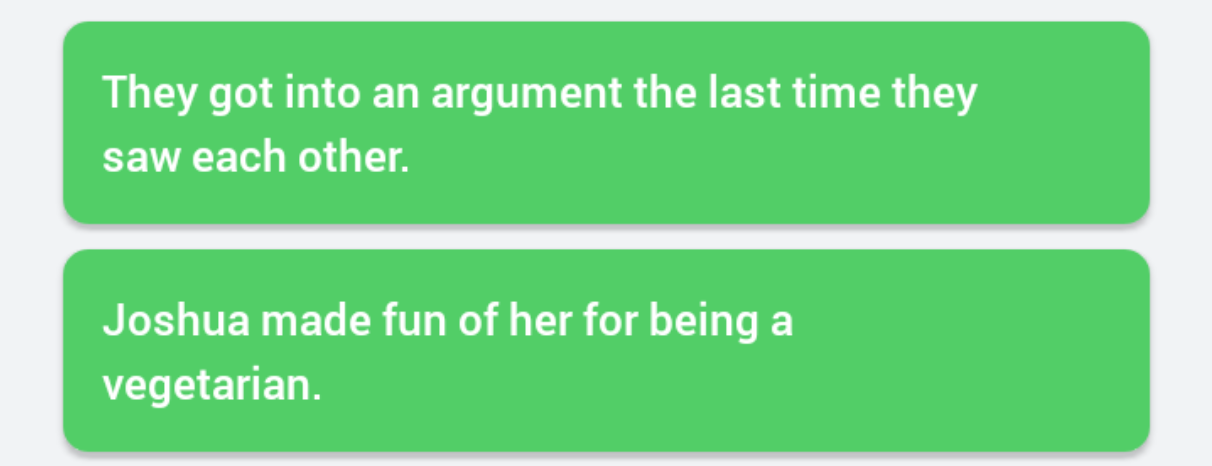 They got into an argument the last time they
saw each other.
Joshua made fun of her for being a
vegetarian.